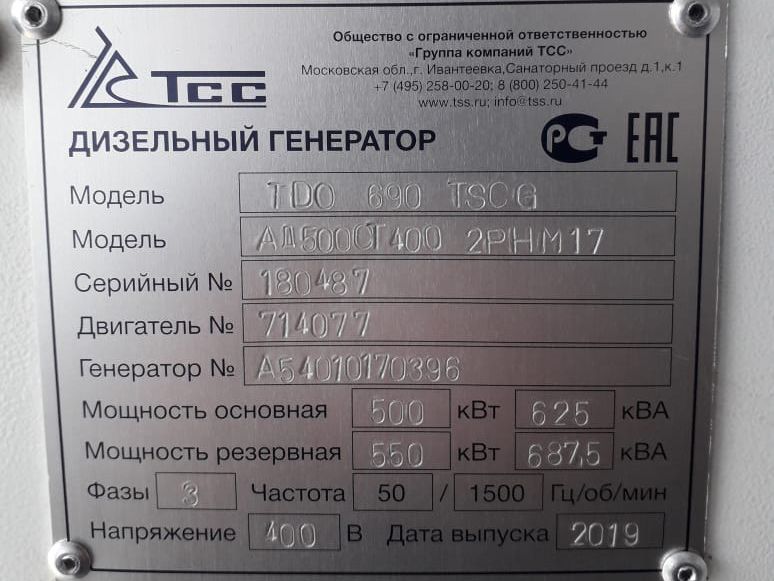 Общество с ограниченной ответственностью
«Группа компаний ТСС»
Московская обл.,г. Ивантеевка,Санаторный проезд д.1,к.1
+7 (495) 258-00-20; 8 (800) 250-41-44
www.tss.ru; info@tss.ru
ТСС
ДИЗЕЛЬНЫЙ ГЕНЕРАТОР РСТ ЕАС
Модель TDO 690 TSCG
Модель АД500СТ400 2РНМ17
Серийный № 180487
Двигатель № 714077
Генератор № A54010170396
Мощность основная 500 кВт 625 кВА
Мощность резервная 550 кВт 687,5 кВА
Фазы 3 Частота 50 / 1500 Гц/об/мин
Напряжение 400 В Дата выпуска 2019